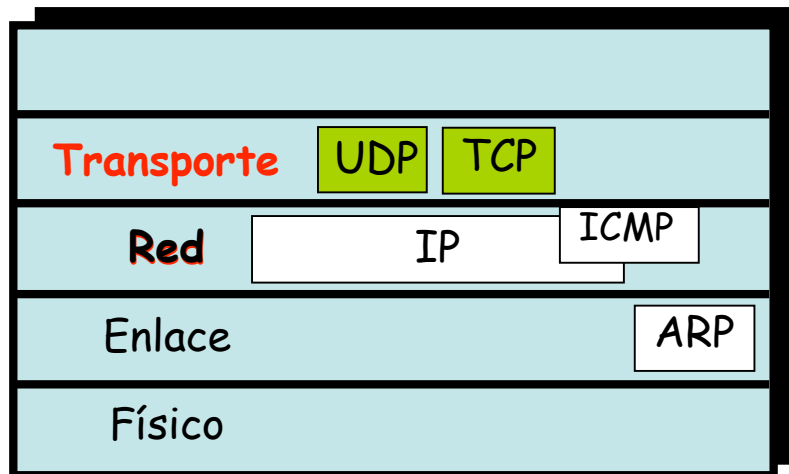 Transporte UDP TCP
Red IP ICMP
Enlace ARP
Físico